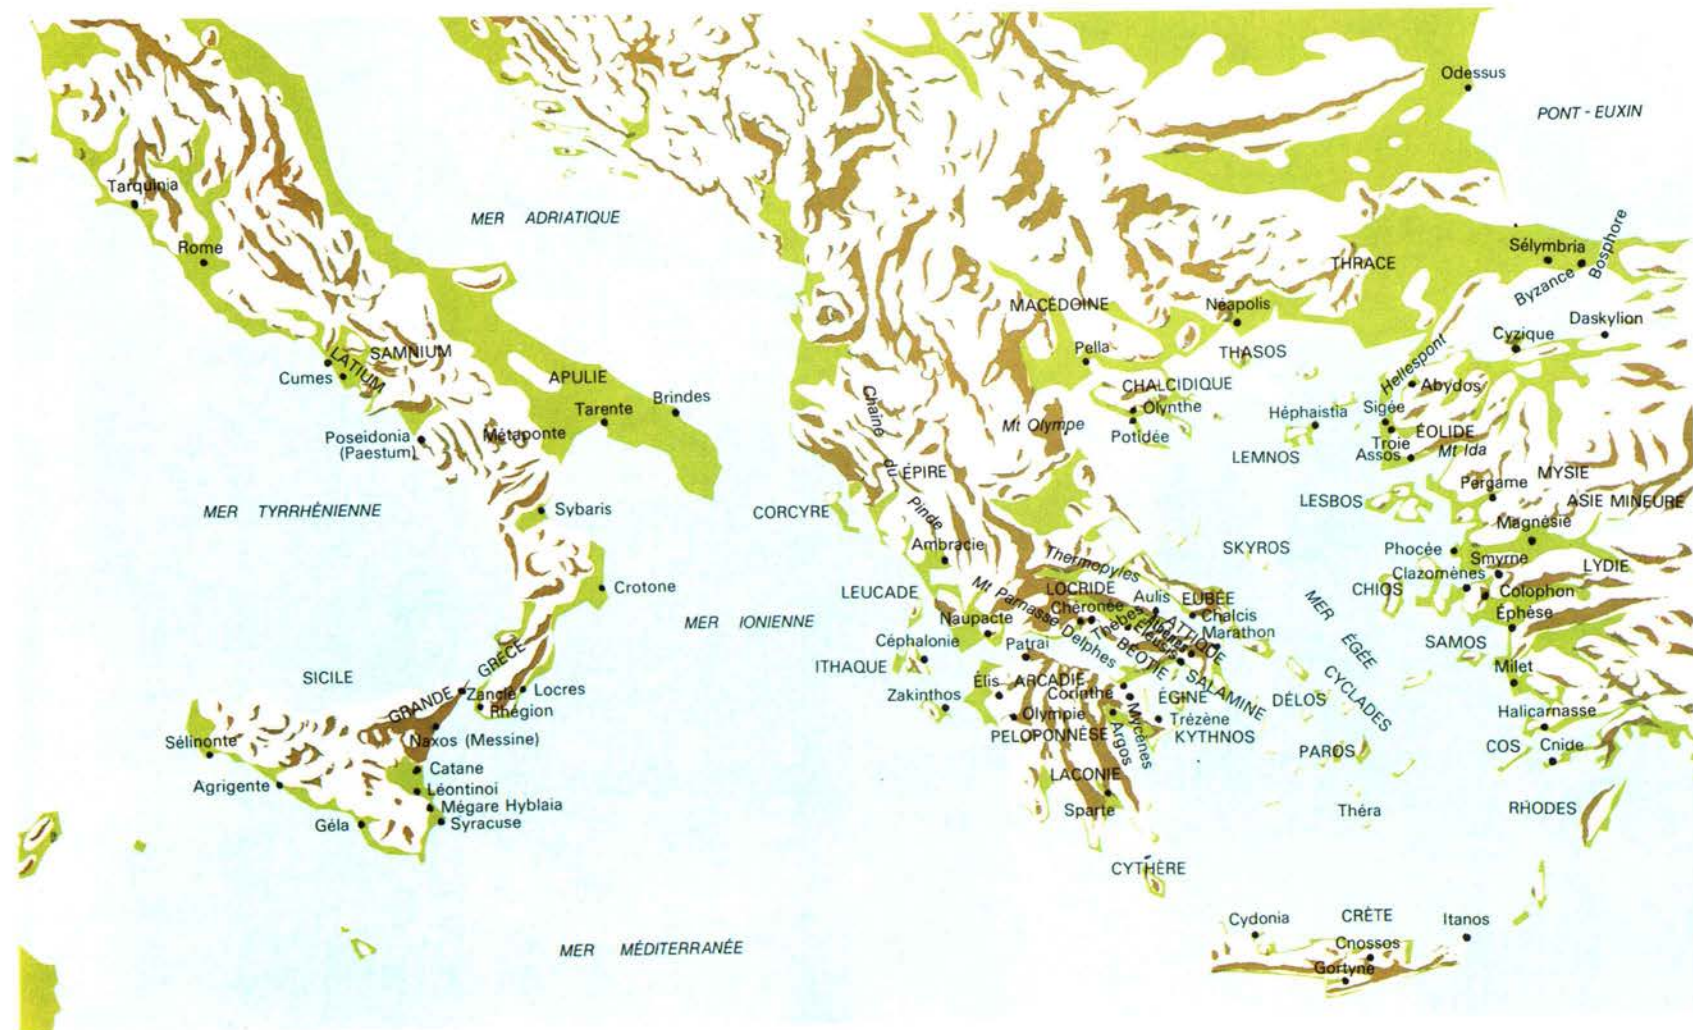 Odessus
PONT - EUXIN
Tarquinia
MER ADRIATIQUE
Rome
Sélymbria
Bosphore
THRACE
Byzance
MACÉDOINE
Néapolis
Daskylion
Cyzique
SAMNIUM
LATIUM
Cumes
APULIE
Pella
THASOS
Hellespont
Abydos
CHALCIDIQUE
Brindes
Tarente
Chaîne
du
Pinde
Olynthe
Héphaistia
Sigée
Mt Olympe
Potidée
ÉOLIDE
Troie
Mt Ida
Assos
Poseidonia
(Paestum)
Métaponte
LEMNOS
ÉPIRE
MYSIE
Pergame
ASIE MINEURE
LESBOS
MER TYRRHÉNIENNE
Sybaris
CORCYRE
Magnésie
Ambracie
SKYROS
Phocée
Smyrne
LYDIE
Thermopyles
Clazomènes
Colophon
CHIOS
Crotone
LEUCADE
LOCRIDE
Mt Parnasse
Aulis
EUBÉE
MER ÉGÉE
Chéronée
Thèbes
Athènes
Éleusis
ATTIQUE
Chalcis
Marathon
Éphèse
MER IONIENNE
Naupacte
Céphalonie
Patrai
Delphes
BÉOTIE
SAMOS
ITHAQUE
Milet
SICILE
GRANDE GRÈCE
Zanclè
Locres
Rhégion
Zakinthos
Élis
ARCADIE
Corinthe
ÉGINE
SALAMINE
DÉLOS
CYCLADES
Olympie
Mycènes
Trézène
Halicarnasse
PÉLOPONNÈSE
Argos
KYTHNOS
Naxos (Messine)
Sélinonte
PAROS
COS
Cnide
Catane
Agrigente
Léontinoi
LACONIE
Mégare Hyblaia
Sparte
Théra
RHODES
Géla
Syracuse
CYTHÈRE
Cydonia
CRÈTE
Itanos
MER MÉDITERRANÉE
Cnossos
Gortyne